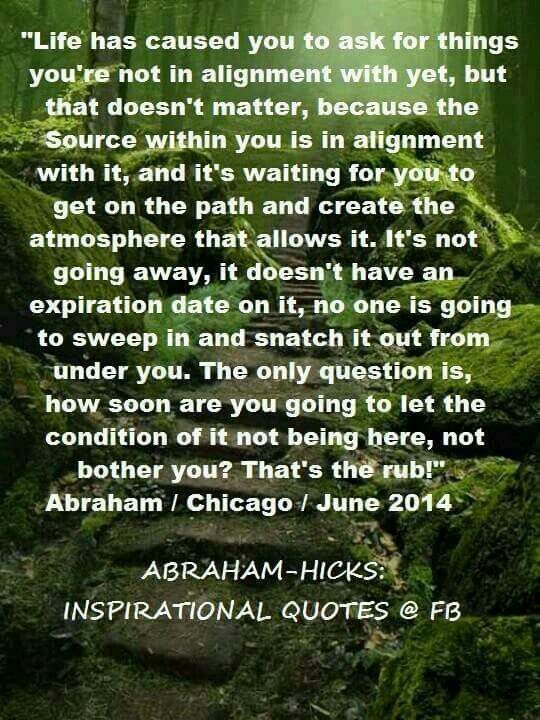 "Life has caused you to ask for things
you're not in alignment with yet, but
that doesn't matter, because the
Source within you is in alignment
with it, and it's waiting for you to
get on the path and create the
atmosphere that allows it. It's not
going away, it doesn't have an
expiration date on it, no one is going
to sweep in and snatch it out from
under you. The only question is,
how soon are you going to let the
condition of it not being here, not
bother you? That's the rub!"
Abraham / Chicago / June 2014
ABRAHAM-HICKS:
INSPIRATIONAL QUOTES @ FB